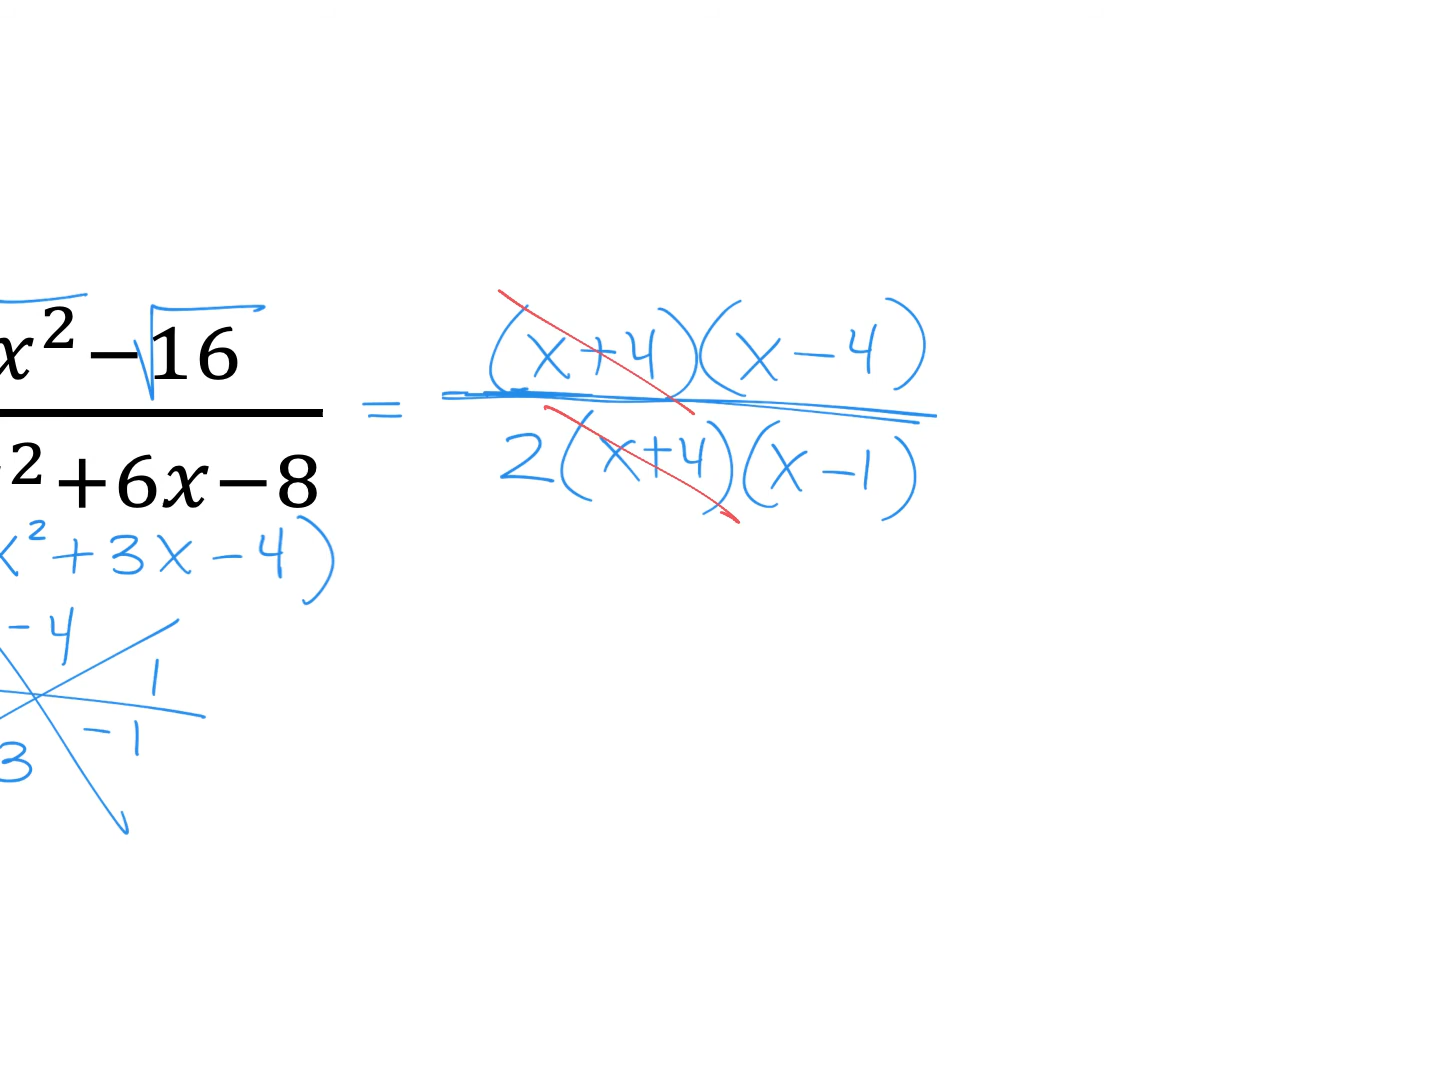 x² − √16 / ² + 6x − 8 = (x+4)(x−4) / 2(x+4)(x−1)
x² + 3x − 4)
− 4
1
− 1
3